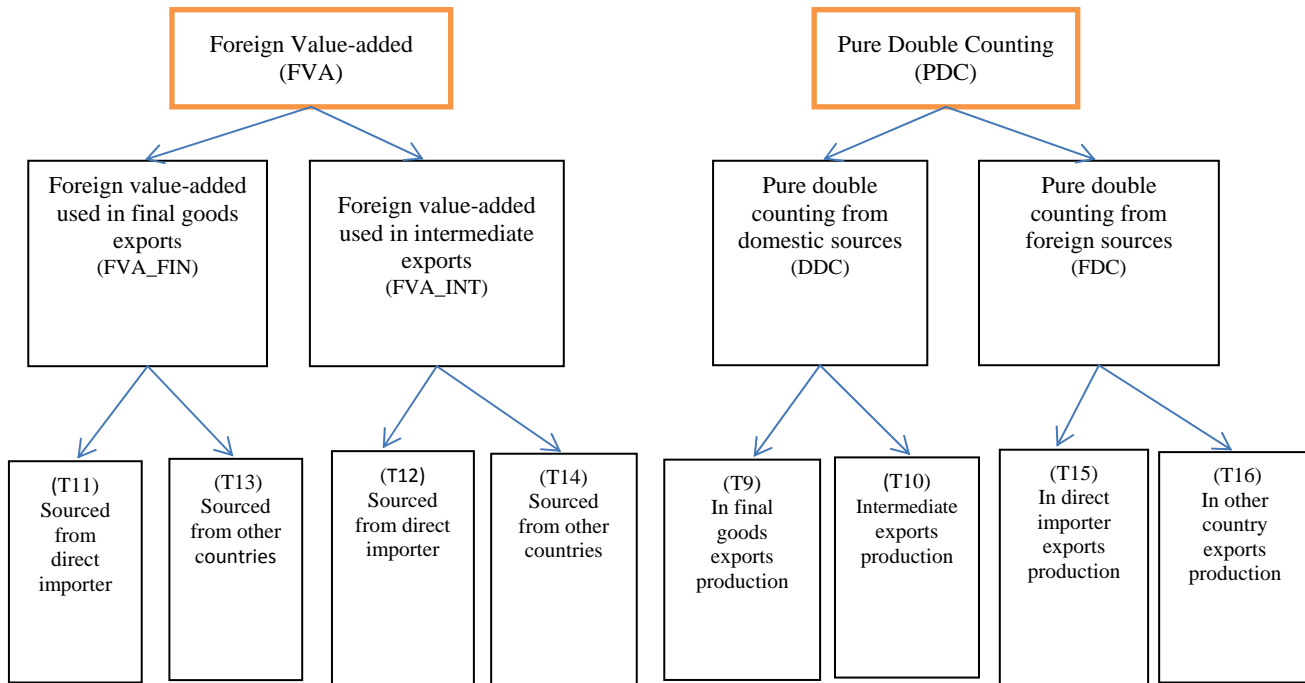 Foreign Value-added
(FVA)
Pure Double Counting
(PDC)
Foreign value-added
used in final goods
exports
(FVA_FIN)
Foreign value-added
used in intermediate
exports
(FVA_INT)
Pure double
counting from
domestic sources
(DDC)
Pure double
counting from
foreign sources
(FDC)
(T11)
Sourced
from
direct
importer
(T13)
Sourced
from other
countries
(T12)
Sourced
from direct
importer
(T14)
Sourced
from other
countries
(T9)
In final
goods
exports
production
(T10)
Intermediate
exports
production
(T15)
In direct
importer
exports
production
(T16)
In other
country
exports
production